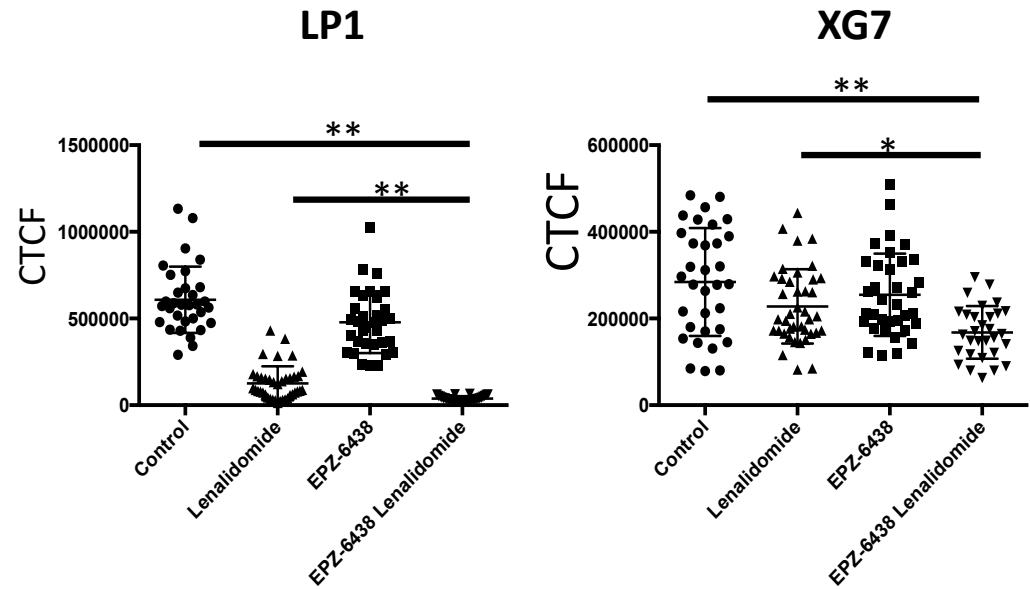 LP1
**
**
CTCF
1500000
1000000
500000
0
Control
Lenalidomide
EPZ-6438
EPZ-6438 Lenalidomide
XG7
**
*
CTCF
600000
400000
200000
0
Control
Lenalidomide
EPZ-6438
EPZ-6438 Lenalidomide